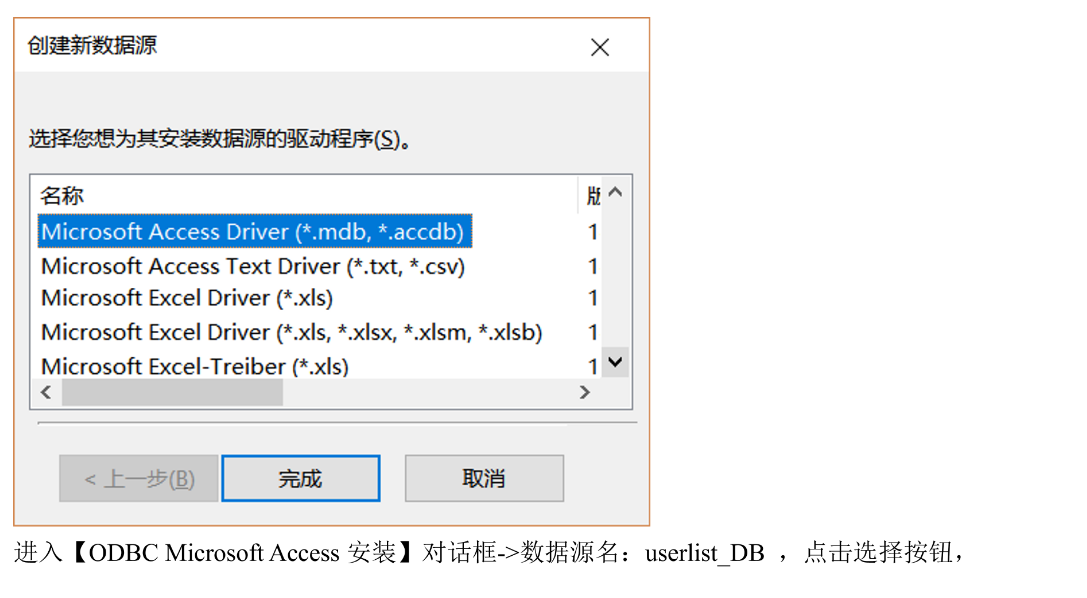 创建新数据源
选择您想为其安装数据源的驱动程序(S)。
名称 版
Microsoft Access Driver (*.mdb, *.accdb) 1
Microsoft Access Text Driver (*.txt, *.csv) 1
Microsoft Excel Driver (*.xls) 1
Microsoft Excel Driver (*.xls, *.xlsx, *.xlsm, *.xlsb) 1
Microsoft Excel-Treiber (*.xls) 1
< 上一步(B) 完成 取消
进入【ODBC Microsoft Access 安装】对话框->数据源名：userlist_DB ，点击选择按钮，